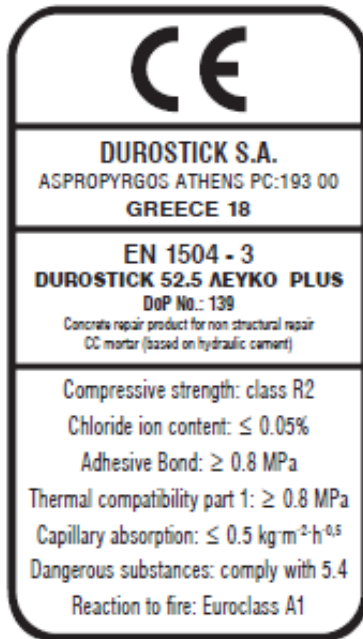 CE
DUROSTICK S.A.
ASPROPYRGOS ATHENS PC:193 00
GREECE 18
EN 1504 - 3
DUROSTICK 52.5 ΛΕΥΚΟ PLUS
DoP No.: 139
Concrete repair product for non structural repair
CC mortar (based on hydraulic cement)
Compressive strength: class R2
Chloride ion content: ≤ 0.05%
Adhesive Bond: ≥ 0.8 MPa
Thermal compatibility part 1: ≥ 0.8 MPa
Capillary absorption: ≤ 0.5 kg·m⁻²·h⁻⁰·⁵
Dangerous substances: comply with 5.4
Reaction to fire: Euroclass A1